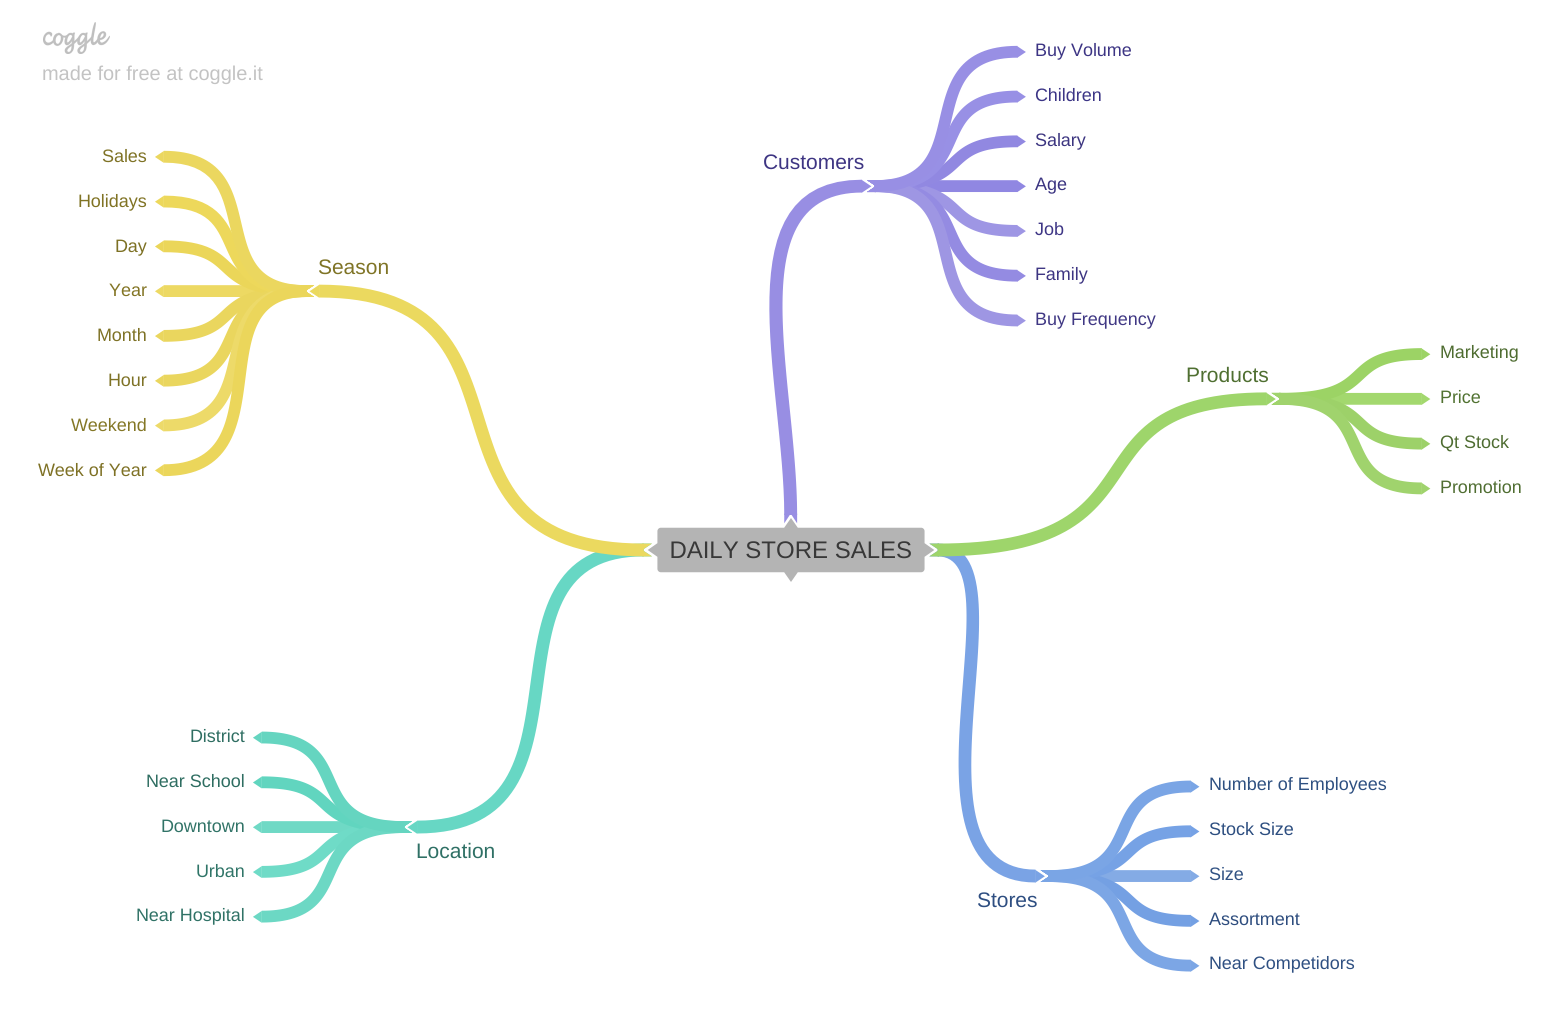 coggle
made for free at coggle.it
Customers
Buy Volume
Children
Salary
Age
Job
Family
Buy Frequency
Season
Sales
Holidays
Day
Year
Month
Hour
Weekend
Week of Year
Products
Marketing
Price
Qt Stock
Promotion
DAILY STORE SALES
Location
District
Near School
Downtown
Urban
Near Hospital
Stores
Number of Employees
Stock Size
Size
Assortment
Near Competidors